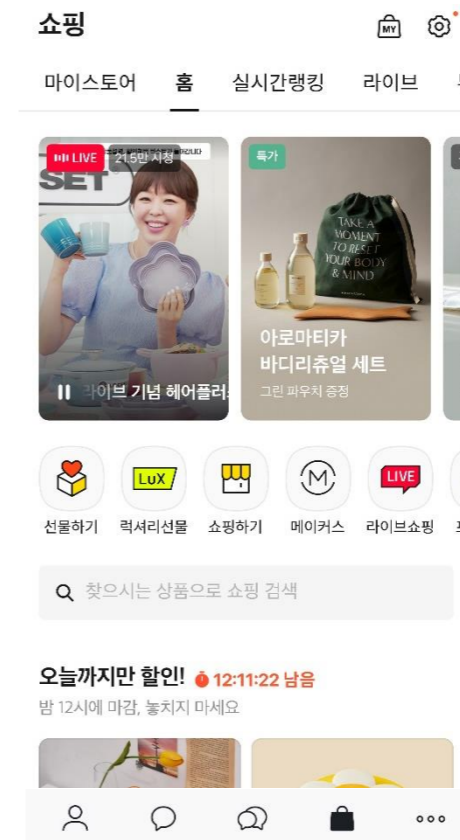 쇼핑
MY
마이스토어 홈 실시간랭킹 라이브
LIVE 21.5만 시청
SET
라이브 기념 헤어플러
특가
TAKE A
MOMENT
TO RESET
YOUR BODY
& MIND
아로마티카
바디리츄얼 세트
그린 파우치 증정
LUX
M
LIVE
선물하기 럭셔리선물 쇼핑하기 메이커스 라이브쇼핑
찾으시는 상품으로 쇼핑 검색
오늘까지만 할인! 12:11:22 남음
밤 12시에 마감, 놓치지 마세요